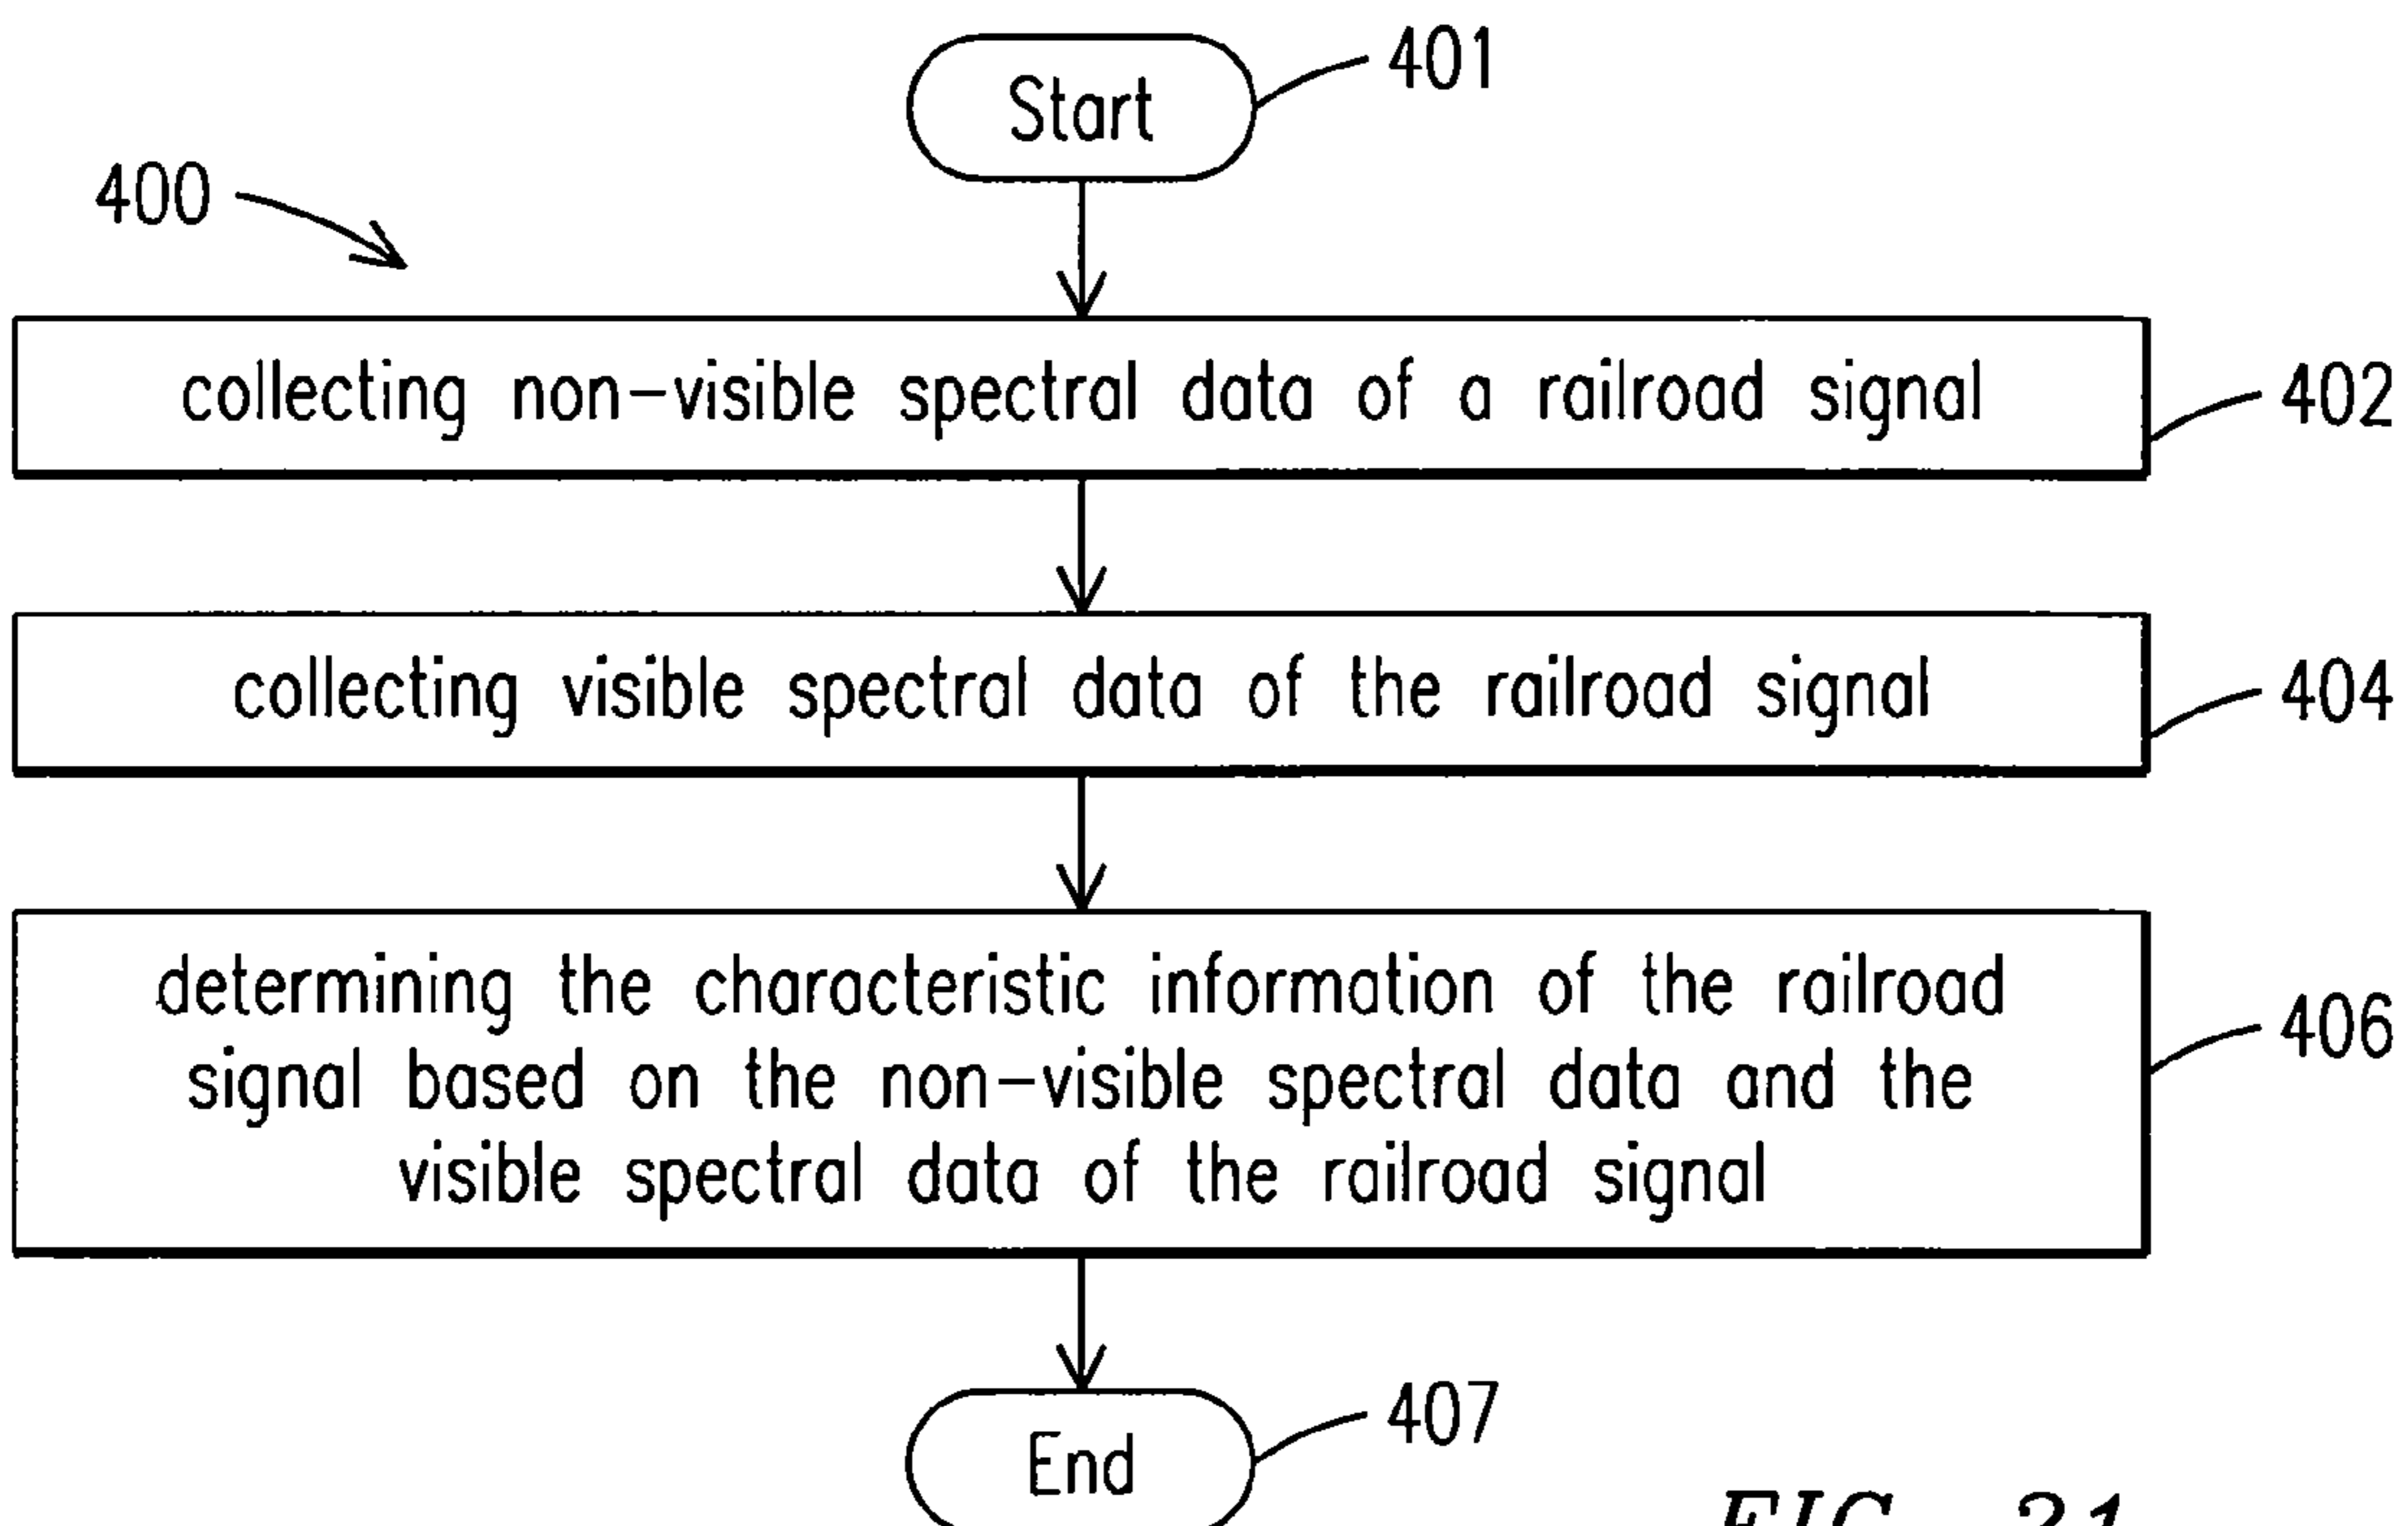 Start
401
400
collecting non-visible spectral data of a railroad signal
402
collecting visible spectral data of the railroad signal
404
determining the characteristic information of the railroad
signal based on the non-visible spectral data and the
visible spectral data of the railroad signal
406
End
407
FIG. 21